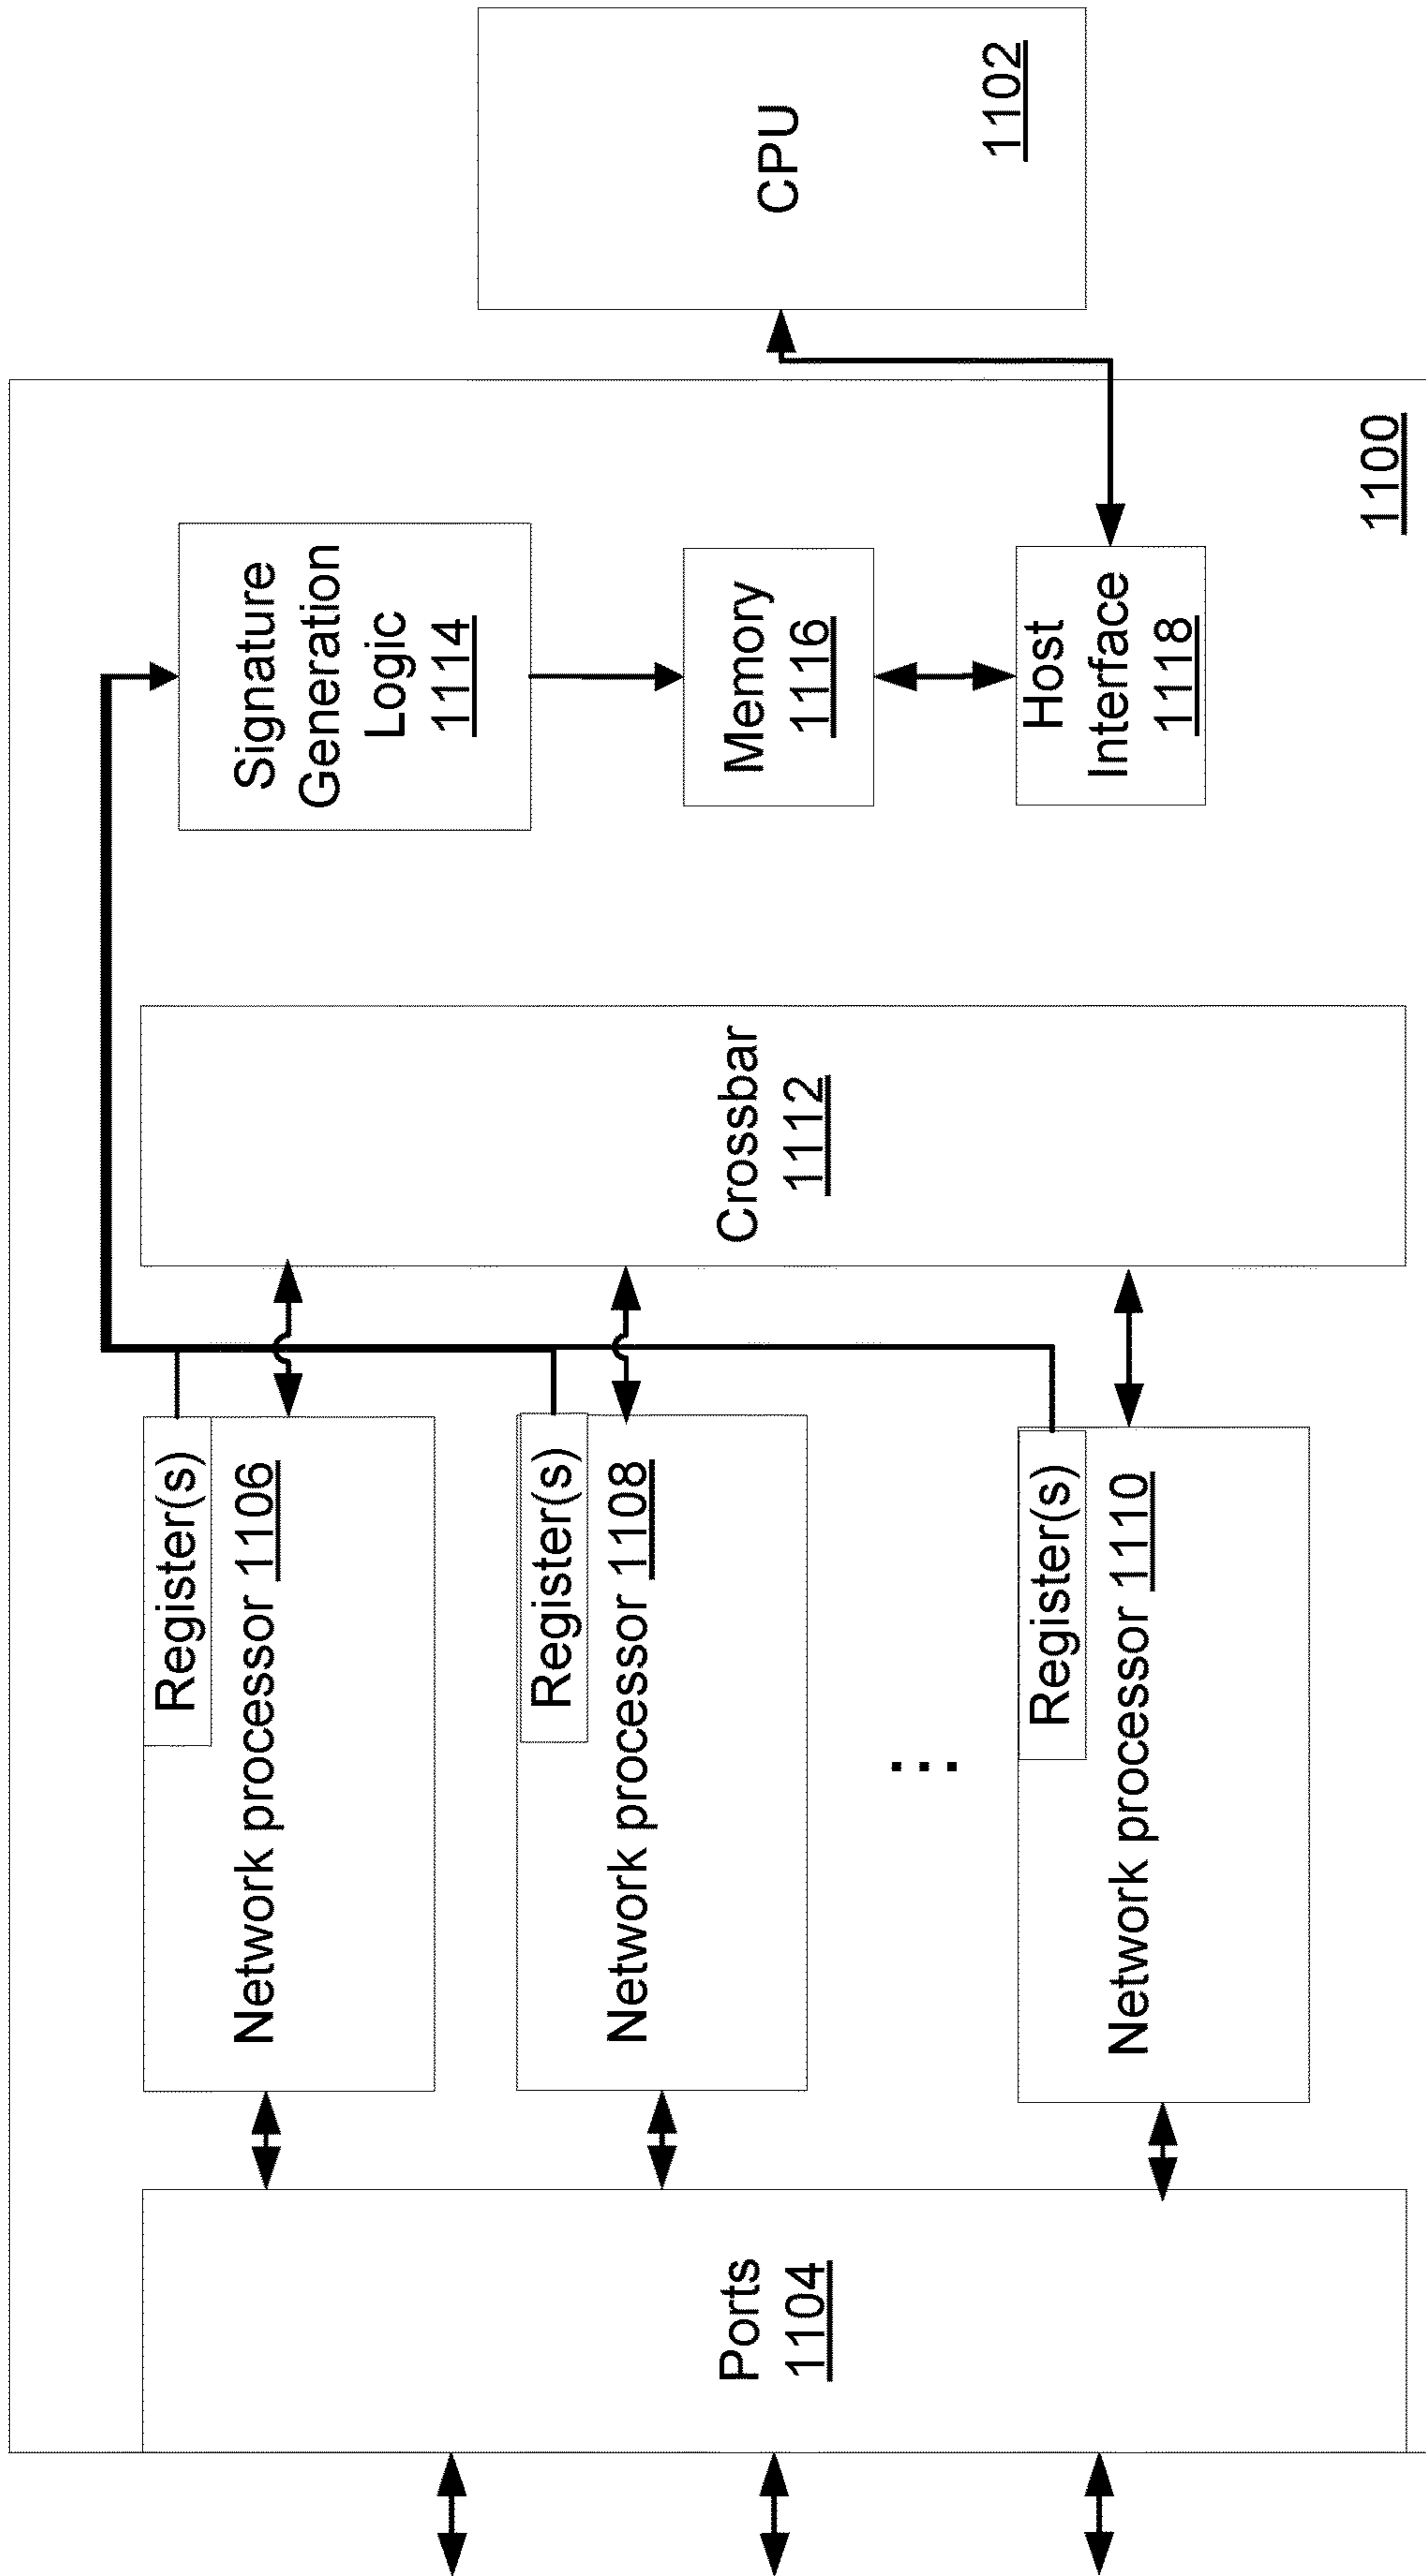 Ports
1104
Register(s)
Network processor 1106
Register(s)
Network processor 1108
...
Register(s)
Network processor 1110
Crossbar
1112
Signature
Generation
Logic
1114
Memory
1116
Host
Interface
1118
1100
CPU
1102